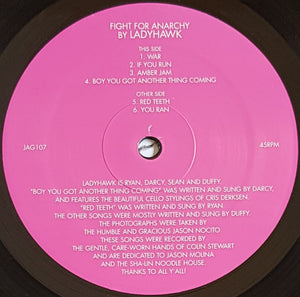 FIGHT FOR ANARCHY
BY LADYHAWK
THIS SIDE
1. WAR
2. IF YOU RUN
3. AMBER JAM
4. BOY YOU GOT ANOTHER THING COMING
OTHER SIDE
5. RED TEETH
6. YOU RAN
JAG107
45RPM
LADYHAWK IS RYAN, DARCY, SEAN AND DUFFY.
"BOY YOU GOT ANOTHER THING COMING" WAS WRITTEN AND SUNG BY DARCY,
AND FEATURES THE BEAUTIFUL CELLO STYLINGS OF CRIS DERKSEN.
"RED TEETH" WAS WRITTEN AND SUNG BY RYAN.
THE OTHER SONGS WERE MOSTLY WRITTEN AND SUNG BY DUFFY.
THE PHOTOGRAPHS WERE TAKEN BY
THE HUMBLE AND GRACIOUS JASON NOCITO
THESE SONGS WERE RECORDED BY
THE GENTLE, CARE-WORN HANDS OF COLIN STEWART
AND ARE DEDICATED TO JASON MOLINA
AND THE SHA-LIN NOODLE HOUSE.
THANKS TO ALL Y'ALL!